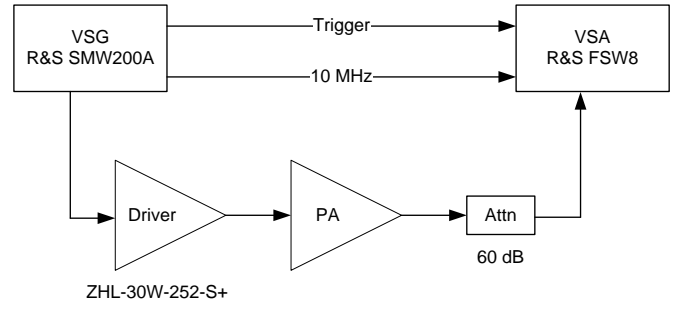 VSG
R&S SMW200A
Trigger
10 MHz
VSA
R&S FSW8
Driver
PA
Attn
60 dB
ZHL-30W-252-S+